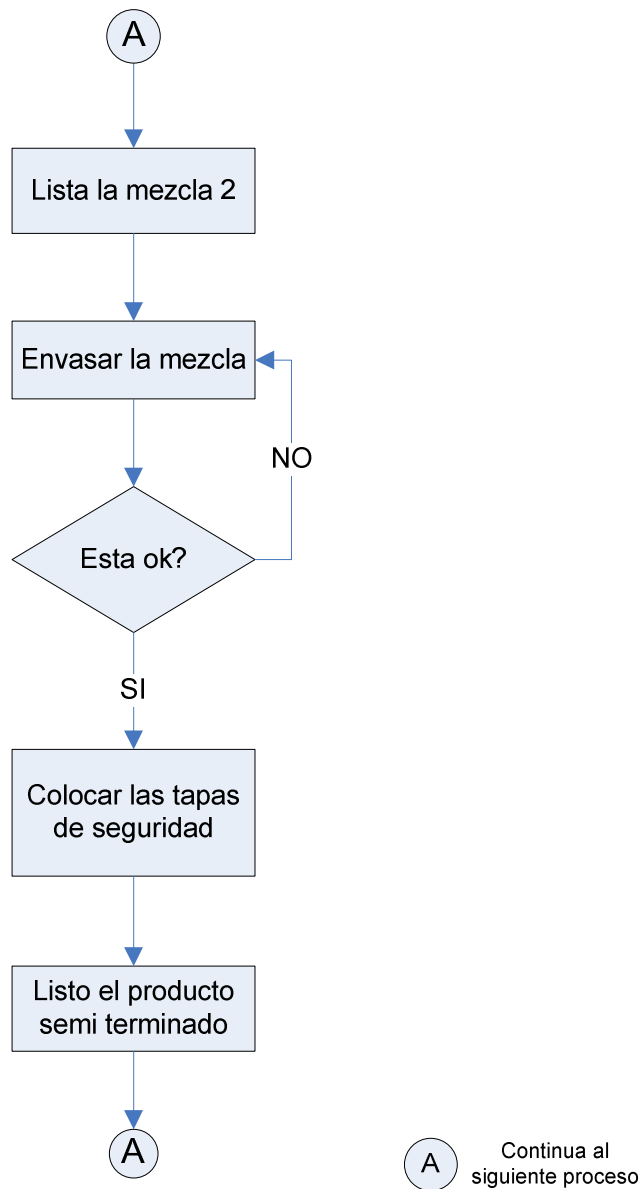 A
Lista la mezcla 2
Envasar la mezcla
NO
Esta ok?
SI
Colocar las tapas
de seguridad
Listo el producto
semi terminado
A
A
Continua al
siguiente proceso